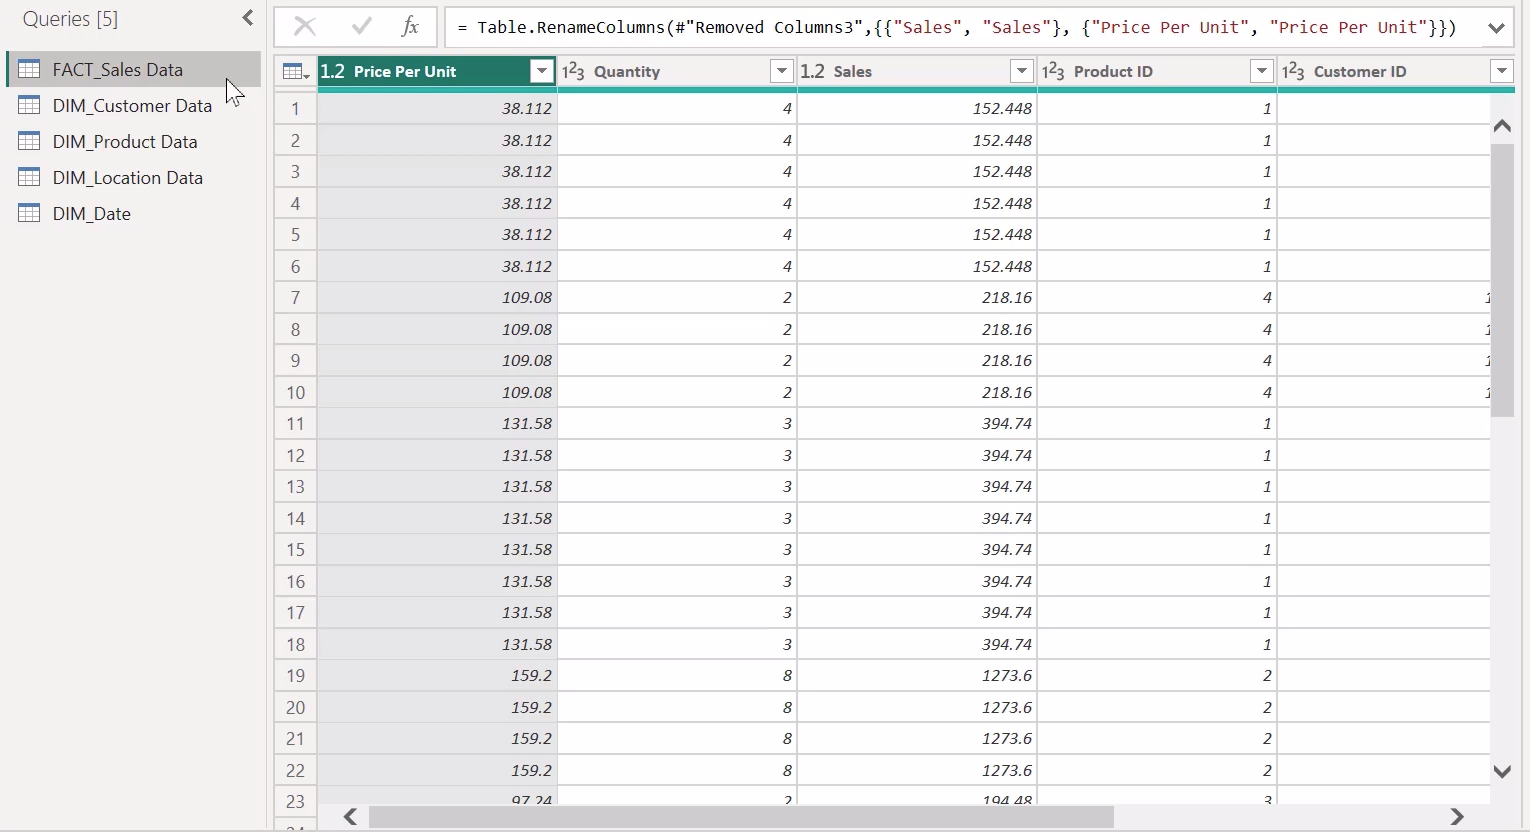 Queries [5]
fx
= Table.RenameColumns(#"Removed Columns3",{{"Sales", "Sales"}, {"Price Per Unit", "Price Per Unit"}})
FACT_Sales Data
DIM_Customer Data
DIM_Product Data
DIM_Location Data
DIM_Date
1.2 Price Per Unit 123 Quantity 1.2 Sales 123 Product ID 123 Customer ID
1 38.112 4 152.448 1
2 38.112 4 152.448 1
3 38.112 4 152.448 1
4 38.112 4 152.448 1
5 38.112 4 152.448 1
6 38.112 4 152.448 1
7 109.08 2 218.16 4
8 109.08 2 218.16 4
9 109.08 2 218.16 4
10 109.08 2 218.16 4
11 131.58 3 394.74 1
12 131.58 3 394.74 1
13 131.58 3 394.74 1
14 131.58 3 394.74 1
15 131.58 3 394.74 1
16 131.58 3 394.74 1
17 131.58 3 394.74 1
18 131.58 3 394.74 1
19 159.2 8 1273.6 2
20 159.2 8 1273.6 2
21 159.2 8 1273.6 2
22 159.2 8 1273.6 2
23 97.24 2 194.48 3